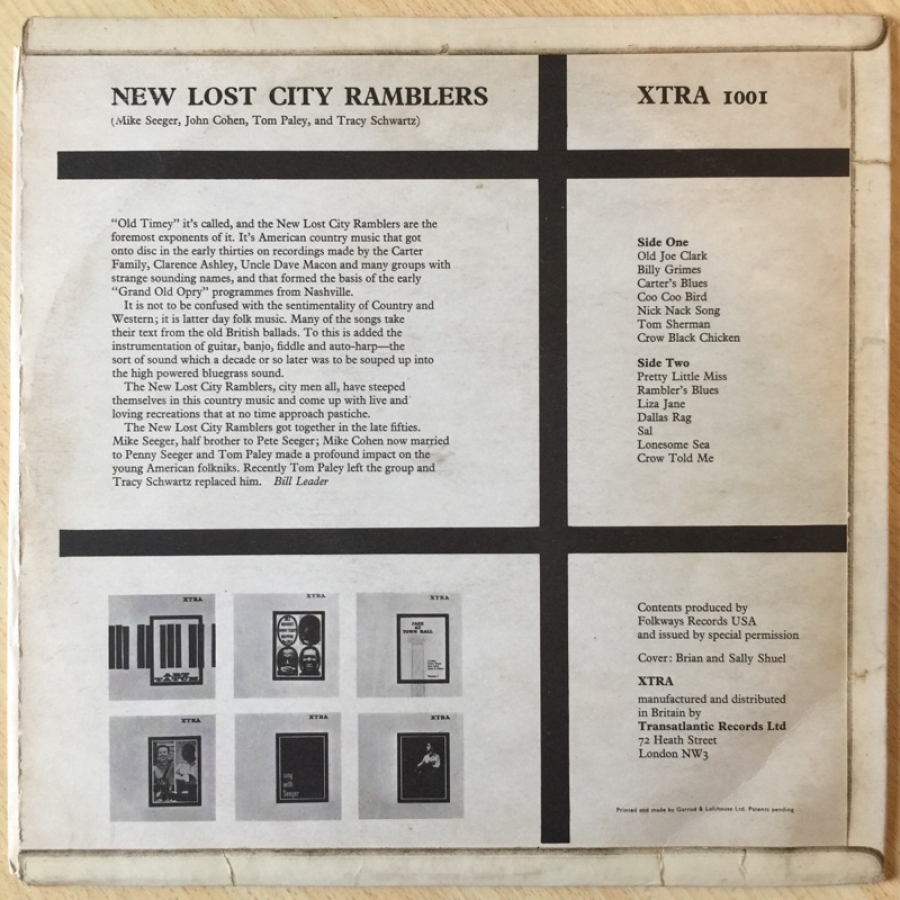 NEW LOST CITY RAMBLERS
(Mike Seeger, John Cohen, Tom Paley, and Tracy Schwartz)
XTRA 1001
“Old Timey” it’s called, and the New Lost City Ramblers are the
foremost exponents of it. It’s American country music that got
onto disc in the early thirties on recordings made by the Carter
Family, Clarence Ashley, Uncle Dave Macon and many groups with
strange sounding names, and that formed the basis of the early
“Grand Old Opry” programmes from Nashville.
It is not to be confused with the sentimentality of Country and
Western; it is latter day folk music. Many of the songs take
their text from the old British ballads. To this is added the
instrumentation of guitar, banjo, fiddle and auto-harp—the
sort of sound which a decade or so later was to be souped up into
the high powered bluegrass sound.
The New Lost City Ramblers, city men all, have steeped
themselves in this country music and come up with live and
loving recreations that at no time approach pastiche.
The New Lost City Ramblers got together in the late fifties.
Mike Seeger, half brother to Pete Seeger; Mike Cohen now married
to Penny Seeger and Tom Paley made a profound impact on the
young American folkniks. Recently Tom Paley left the group and
Tracy Schwartz replaced him. Bill Leader
Side One
Old Joe Clark
Billy Grimes
Carter’s Blues
Coo Coo Bird
Nick Nack Song
Tom Sherman
Crow Black Chicken
Side Two
Pretty Little Miss
Rambler’s Blues
Liza Jane
Dallas Rag
Sal
Lonesome Sea
Crow Told Me
XTRA
XTRA
XTRA
ART
TATUM
JAZZ
AT
TOWN HALL
XTRA
XTRA
XTRA
sing
with
Seeger
Contents produced by
Folkways Records USA
and issued by special permission
Cover: Brian and Sally Shuel
XTRA
manufactured and distributed
in Britain by
Transatlantic Records Ltd
72 Heath Street
London NW3
Printed and made by Garrod & Lofthouse Ltd. Patents pending